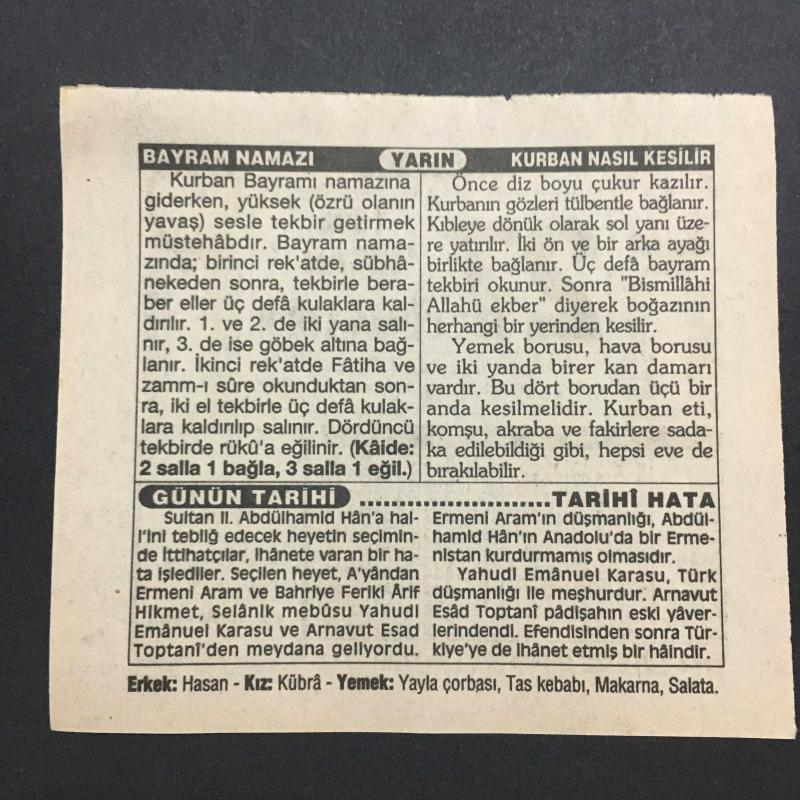 BAYRAM NAMAZI
YARIN
KURBAN NASIL KESİLİR
Kurban Bayramı namazına
giderken, yüksek (özrü olanın
yavaş) sesle tekbir getirmek
müstehâbdır. Bayram nama-
zında; birinci rek'atde, sübhâ-
nekeden sonra, tekbirle bera-
ber eller üç defâ kulaklara kal-
dırılır. 1. ve 2. de iki yana salı-
nır, 3. de ise göbek altına bağ-
lanır. İkinci rek'atde Fâtiha ve
zamm-ı sûre okunduktan son-
ra, iki el tekbirle üç defâ kulak-
lara kaldırılıp salınır. Dördüncü
tekbirde rükû'a eğilinir. (Kâide:
2 salla 1 bağla, 3 salla 1 eğil.)
Önce diz boyu çukur kazılır.
Kurbanın gözleri tülbentle bağlanır.
Kıbleye dönük olarak sol yanı üze-
re yatırılır. İki ön ve bir arka ayağı
birlikte bağlanır. Üç defâ bayram
tekbiri okunur. Sonra "Bismillâhi
Allahü ekber" diyerek boğazının
herhangi bir yerinden kesilir.
Yemek borusu, hava borusu
ve iki yanda birer kan damarı
vardır. Bu dört borudan üçü bir
anda kesilmelidir. Kurban eti,
komşu, akraba ve fakirlere sada-
ka edilebildiği gibi, hepsi eve de
bırakılabilir.
GÜNÜN TARİHİ ........................TARİHÎ HATA
Sultan II. Abdülhamid Hân'a hal-
l'ini tebliğ edecek heyetin seçimin-
de İttihatçılar, ihânete varan bir ha-
ta işlediler. Seçilen heyet, A'yândan
Ermeni Aram ve Bahriye Feriki Ârif
Hikmet, Selânik mebûsu Yahudi
Emânuel Karasu ve Arnavut Esad
Toptanî'den meydana geliyordu.
Ermeni Aram'ın düşmanlığı, Abdül-
hamid Hân'ın Anadolu'da bir Erme-
nistan kurdurmamış olmasıdır.
Yahudi Emânuel Karasu, Türk
düşmanlığı ile meşhurdur. Arnavut
Esâd Toptanî pâdişahın eski yâver-
lerindendi. Efendisinden sonra Tür-
kiye'ye de ihânet etmiş bir hâindir.
Erkek: Hasan - Kız: Kübrâ - Yemek: Yayla çorbası, Tas kebabı, Makarna, Salata.